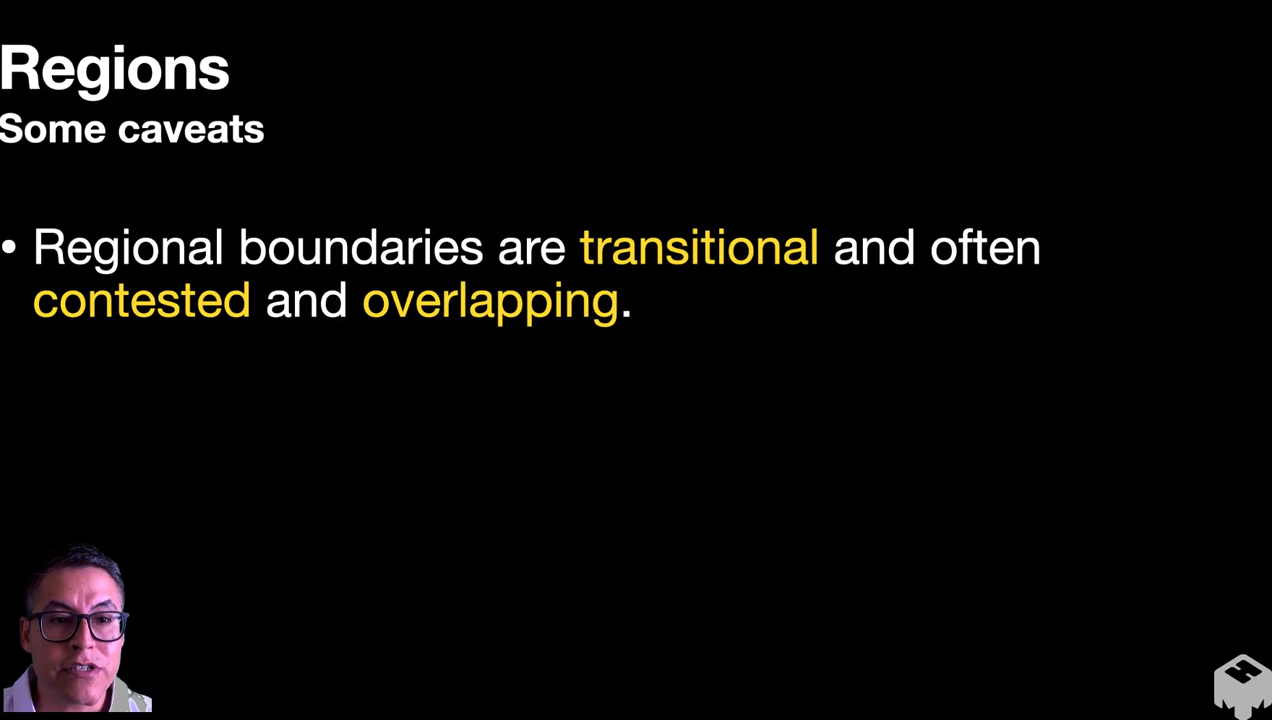 Regions
Some caveats
• Regional boundaries are transitional and often
contested and overlapping.